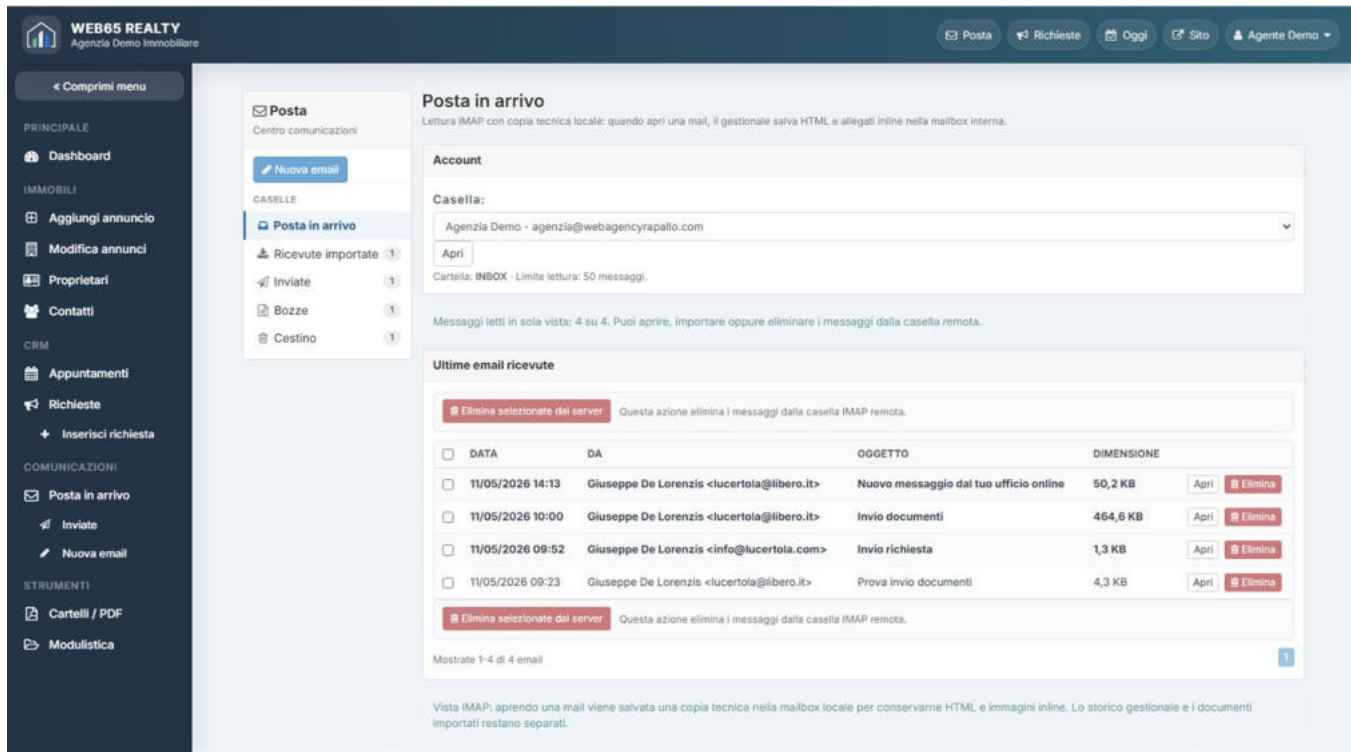 WEB65 REALTY
Agenzia Demo Immobiliare
Posta
Richieste
Oggi
Sito
Agente Demo
« Comprimi menu
PRINCIPALE
Dashboard
IMMOBILI
Aggiungi annuncio
Modifica annunci
Proprietari
Contatti
CRM
Appuntamenti
Richieste
+ Inserisci richiesta
COMUNICAZIONI
Posta in arrivo
Inviate
Nuova email
STRUMENTI
Cartelli / PDF
Modulistica
Posta
Centro comunicazioni
Nuova email
CASELLE
Posta in arrivo
Ricevute importate 1
Inviate 1
Bozze 1
Cestino 1
Posta in arrivo
Lettura IMAP con copia tecnica locale: quando apri una mail, il gestionale salva HTML e allegati inline nella mailbox interna.
Account
Casella:
Agenzia Demo - agenzia@webagencyrapallo.com
Apri
Cartella: INBOX - Limite lettura: 50 messaggi.
Messaggi letti in sola vista: 4 su 4. Puoi aprire, importare oppure eliminare i messaggi dalla casella remota.
Ultime email ricevute
Elimina selezionate dal server Questa azione elimina i messaggi dalla casella IMAP remota.
DATA DA OGGETTO DIMENSIONE
11/05/2026 14:13 Giuseppe De Lorenzis <lucertola@libero.it> Nuovo messaggio dal tuo ufficio online 50,2 KB Apri Elimina
11/05/2026 10:00 Giuseppe De Lorenzis <lucertola@libero.it> Invio documenti 464,6 KB Apri Elimina
11/05/2026 09:52 Giuseppe De Lorenzis <info@lucertola.com> Invio richiesta 1,3 KB Apri Elimina
11/05/2026 09:23 Giuseppe De Lorenzis <lucertola@libero.it> Prova invio documenti 4,3 KB Apri Elimina
Elimina selezionate dal server Questa azione elimina i messaggi dalla casella IMAP remota.
Mostrate 1-4 di 4 email
1
Vista IMAP: aprendo una mail viene salvata una copia tecnica nella mailbox locale per conservarne HTML e immagini inline. Lo storico gestionale e i documenti
importati restano separati.